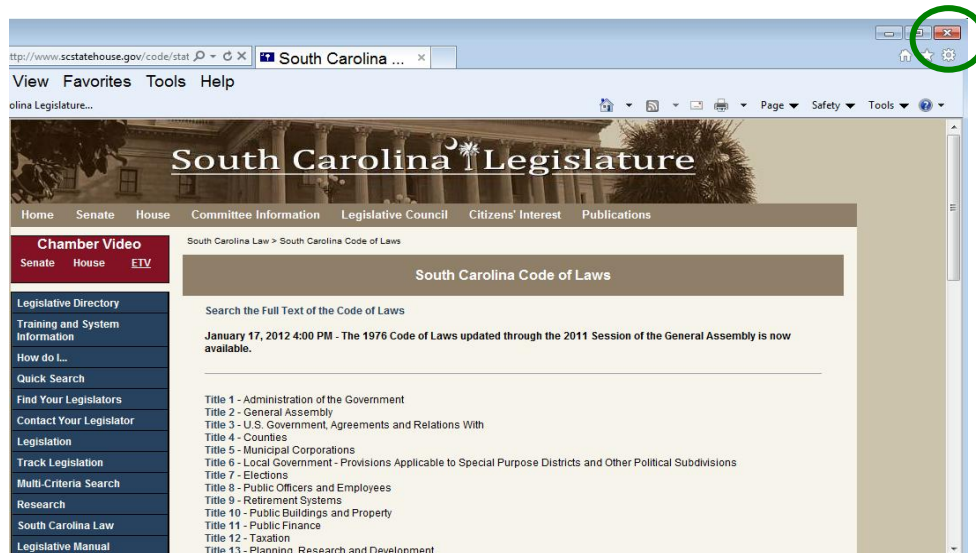 ttp://www.scstatehouse.gov/code/stat
South Carolina ...
View Favorites Tools Help
olina Legislature...
Page Safety Tools
South Carolina Legislature
Home Senate House Committee Information Legislative Council Citizens' Interest Publications
Chamber Video
Senate House ETV
South Carolina Law > South Carolina Code of Laws
South Carolina Code of Laws
Legislative Directory
Training and System
Information
How do I...
Quick Search
Find Your Legislators
Contact Your Legislator
Legislation
Track Legislation
Multi-Criteria Search
Research
South Carolina Law
Legislative Manual
Search the Full Text of the Code of Laws
January 17, 2012 4:00 PM - The 1976 Code of Laws updated through the 2011 Session of the General Assembly is now
available.
Title 1 - Administration of the Government
Title 2 - General Assembly
Title 3 - U.S. Government, Agreements and Relations With
Title 4 - Counties
Title 5 - Municipal Corporations
Title 6 - Local Government - Provisions Applicable to Special Purpose Districts and Other Political Subdivisions
Title 7 - Elections
Title 8 - Public Officers and Employees
Title 9 - Retirement Systems
Title 10 - Public Buildings and Property
Title 11 - Public Finance
Title 12 - Taxation
Title 13 - Planning, Research and Development